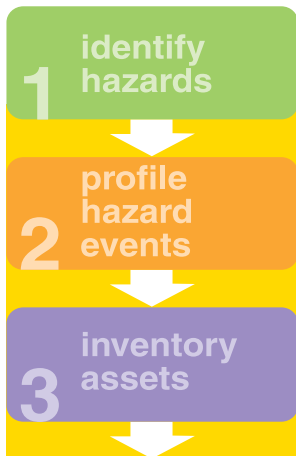 1
identify
hazards
2
profile
hazard
events
3
inventory
assets